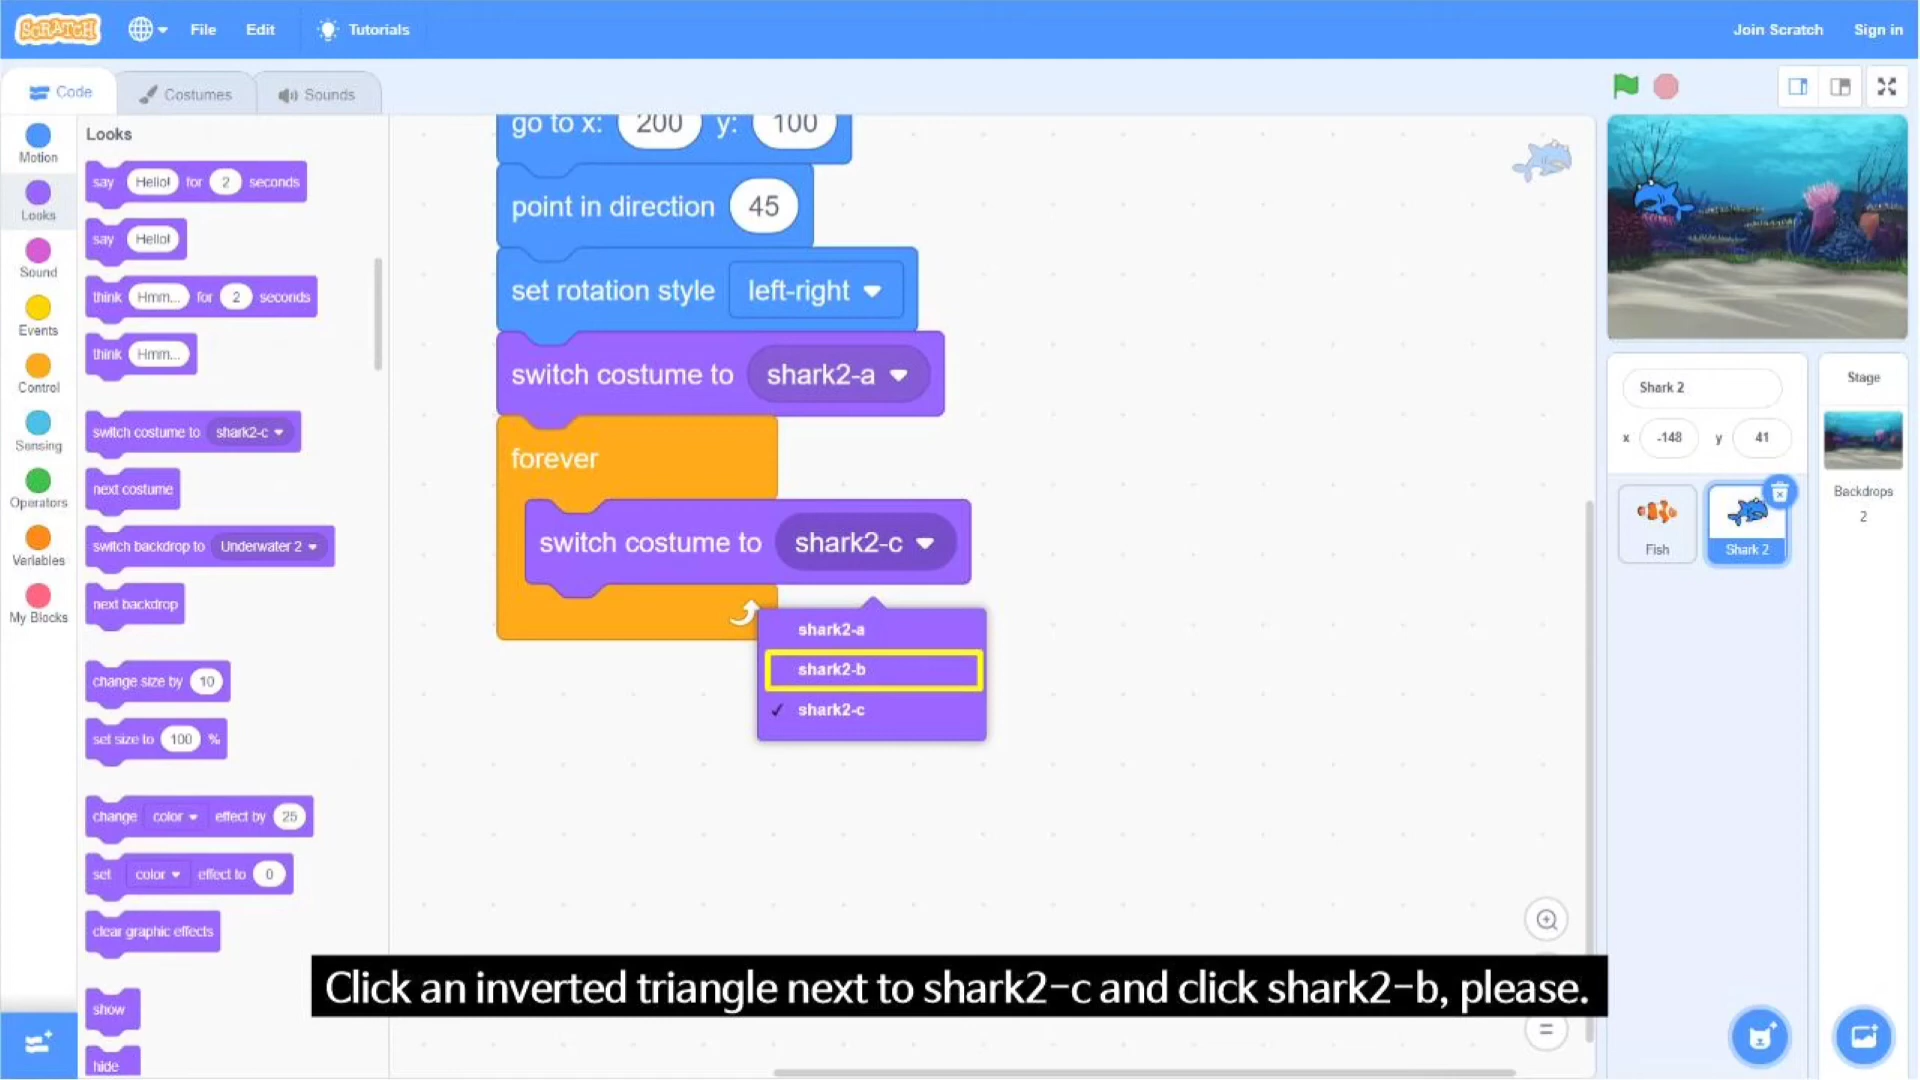 SCRATCH
File
Edit
Tutorials
Join Scratch
Sign in
Code
Costumes
Sounds
Motion
Looks
Sound
Events
Control
Sensing
Operators
Variables
My Blocks
Looks
say Hello! for 2 seconds
say Hello!
think Hmm... for 2 seconds
think Hmm...
switch costume to shark2-c
next costume
switch backdrop to Underwater 2
next backdrop
change size by 10
set size to 100 %
change color effect by 25
set color effect to 0
clear graphic effects
show
hide
go to x: 200 y: 100
point in direction 45
set rotation style left-right
switch costume to shark2-a
forever
switch costume to shark2-c
shark2-a
shark2-b
✓ shark2-c
Shark 2
x -148 y 41
Fish
Shark 2
Stage
Backdrops
2
Click an inverted triangle next to shark2-c and click shark2-b, please.